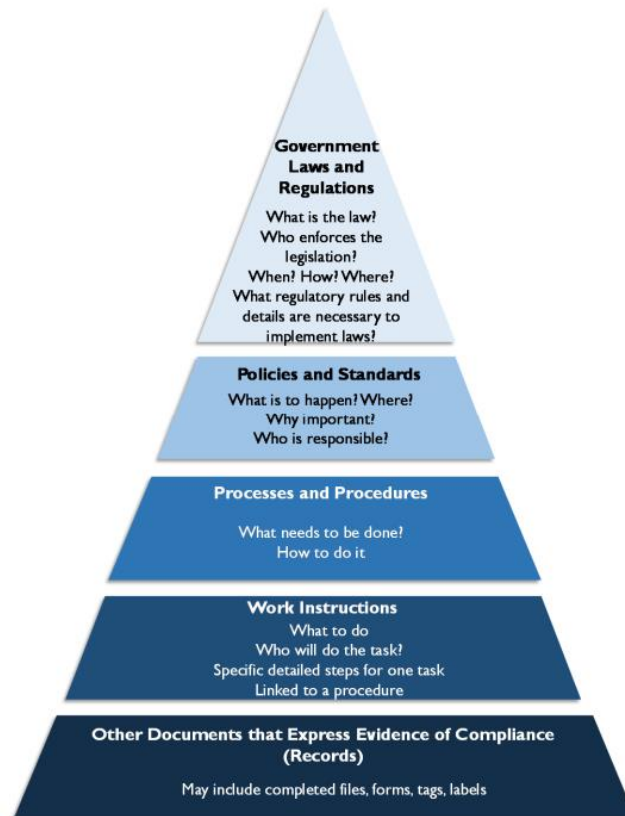 Government
Laws and
Regulations
What is the law?
Who enforces the
legislation?
When? How? Where?
What regulatory rules and
details are necessary to
implement laws?
Policies and Standards
What is to happen? Where?
Why important?
Who is responsible?
Processes and Procedures
What needs to be done?
How to do it
Work Instructions
What to do
Who will do the task?
Specific detailed steps for one task
Linked to a procedure
Other Documents that Express Evidence of Compliance
(Records)
May include completed files, forms, tags, labels